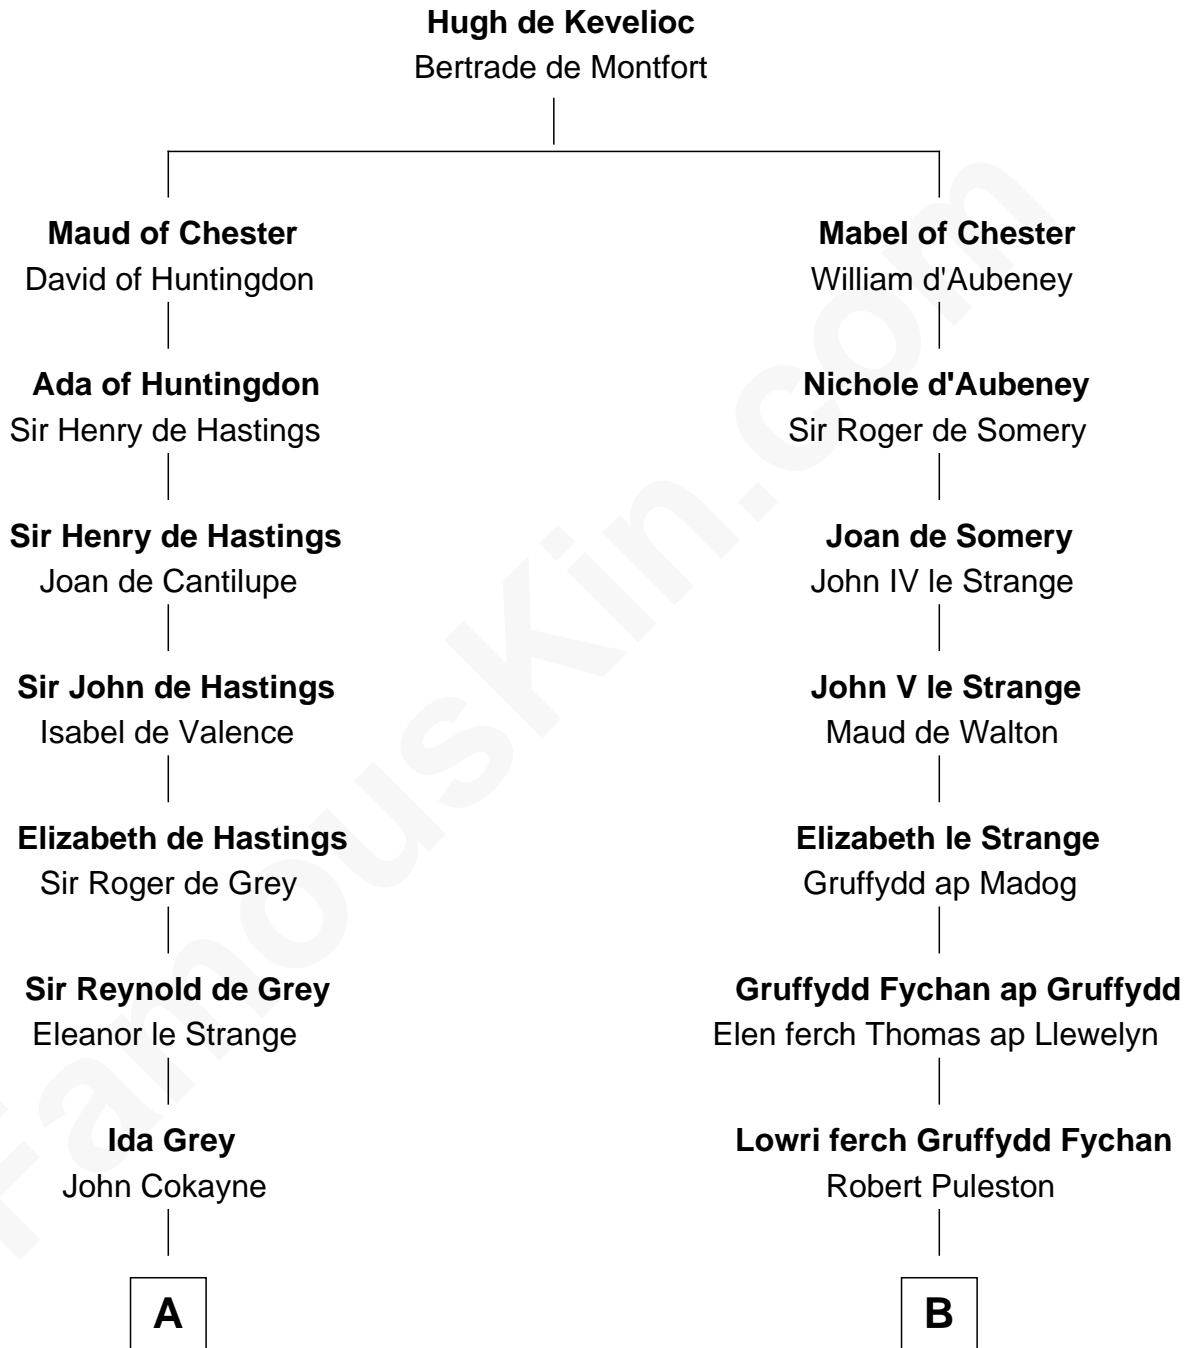 Hugh de Kevelioc
Bertrade de Montfort
Maud of Chester
David of Huntingdon
Mabel of Chester
William d'Aubeney
Ada of Huntingdon
Sir Henry de Hastings
Nichole d'Aubeney
Sir Roger de Somery
Sir Henry de Hastings
Joan de Cantilupe
Joan de Somery
John IV le Strange
Sir John de Hastings
Isabel de Valence
John V le Strange
Maud de Walton
Elizabeth de Hastings
Sir Roger de Grey
Elizabeth le Strange
Gruffydd ap Madog
Sir Reynold de Grey
Eleanor le Strange
Gruffydd Fychan ap Gruffydd
Elen ferch Thomas ap Llewelyn
Ida Grey
John Cokayne
Lowri ferch Gruffydd Fychan
Robert Puleston
A
B
FamousKin.com